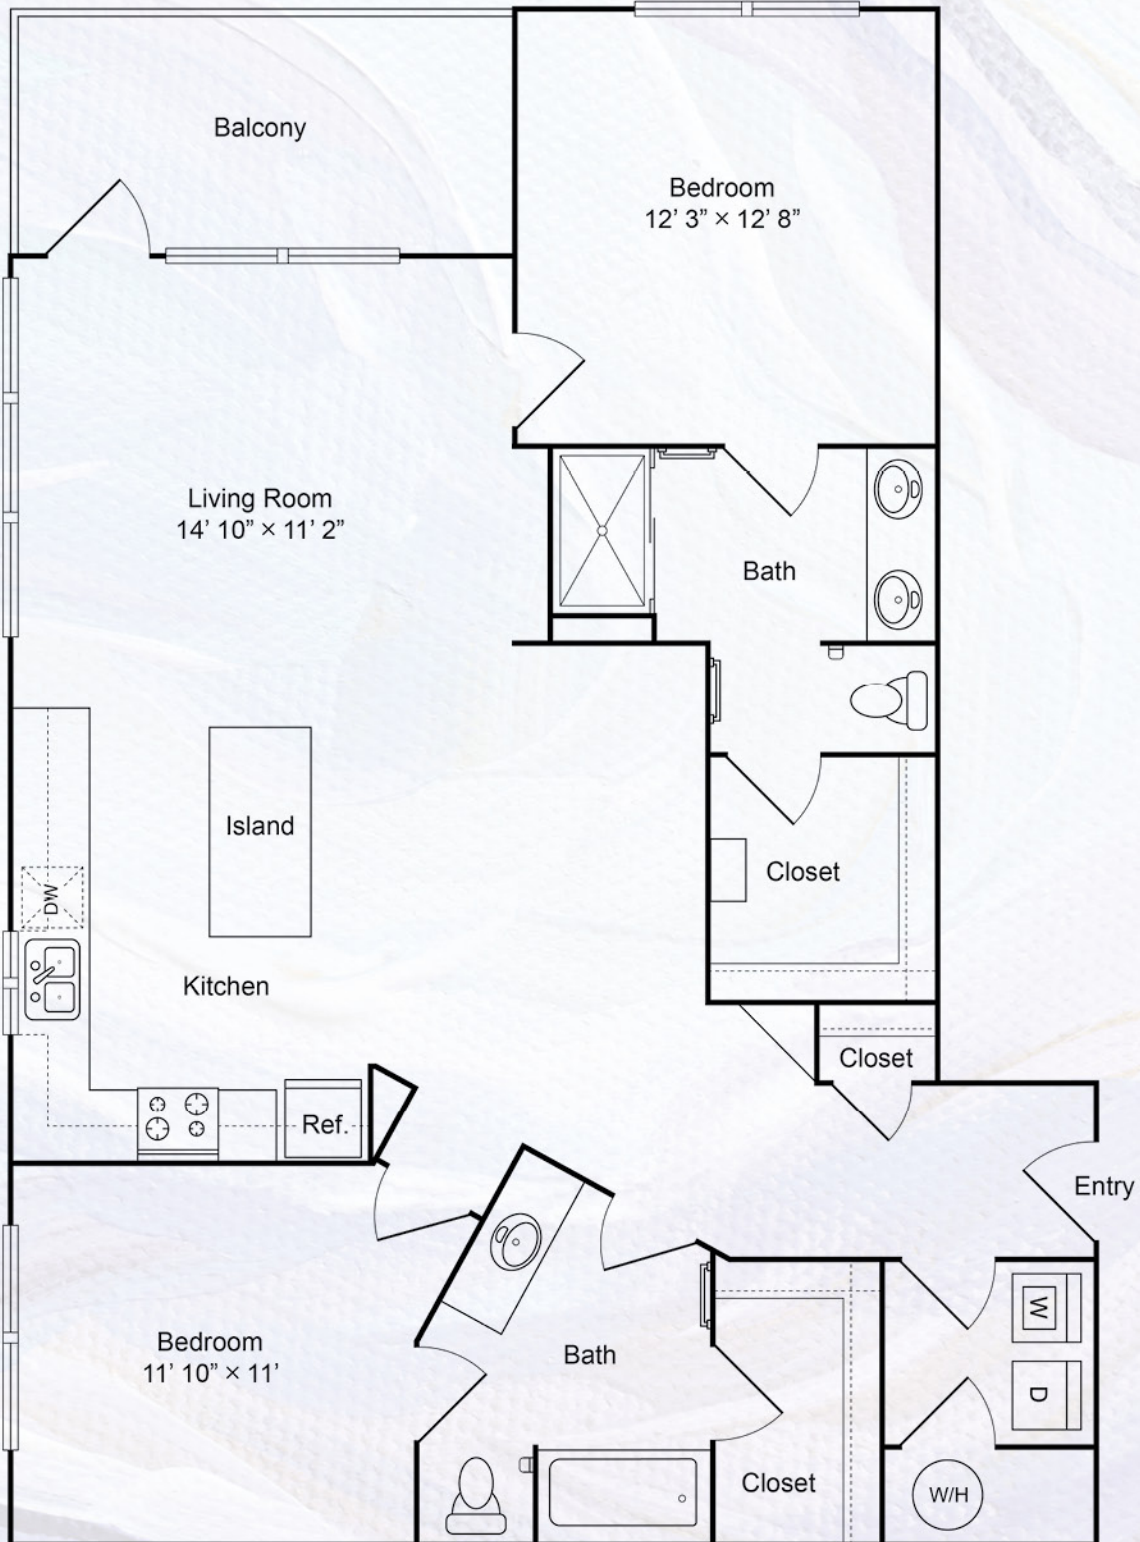 Balcony
Bedroom
12’ 3” × 12’ 8”
Living Room
14’ 10” × 11’ 2”
Bath
Island
Closet
DW
Kitchen
Closet
Ref.
Entry
W
Bedroom
11’ 10” × 11’
Bath
D
Closet
W/H